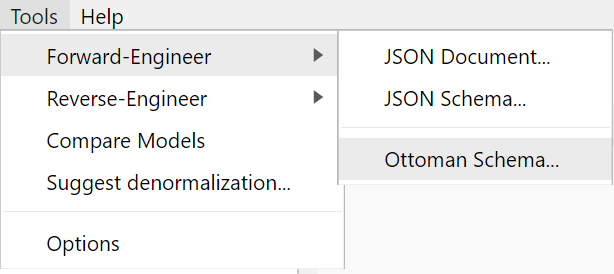 Tools Help
Forward-Engineer
Reverse-Engineer
Compare Models
Suggest denormalization...
Options
JSON Document...
JSON Schema...
Ottoman Schema...